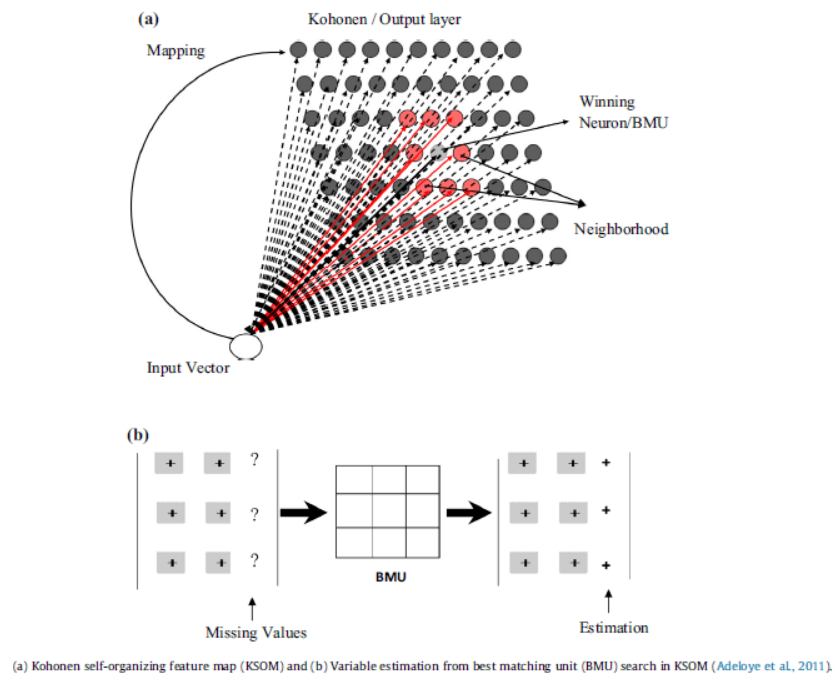 (a)
Kohonen / Output layer
Mapping
Winning
Neuron/BMU
Neighborhood
Input Vector
(b)
+ + ? + + +
+ + ? + + +
+ + ? + + +
BMU
Missing Values
Estimation
(a) Kohonen self-organizing feature map (KSOM) and (b) Variable estimation from best matching unit (BMU) search in KSOM (Adeloye et al., 2011).